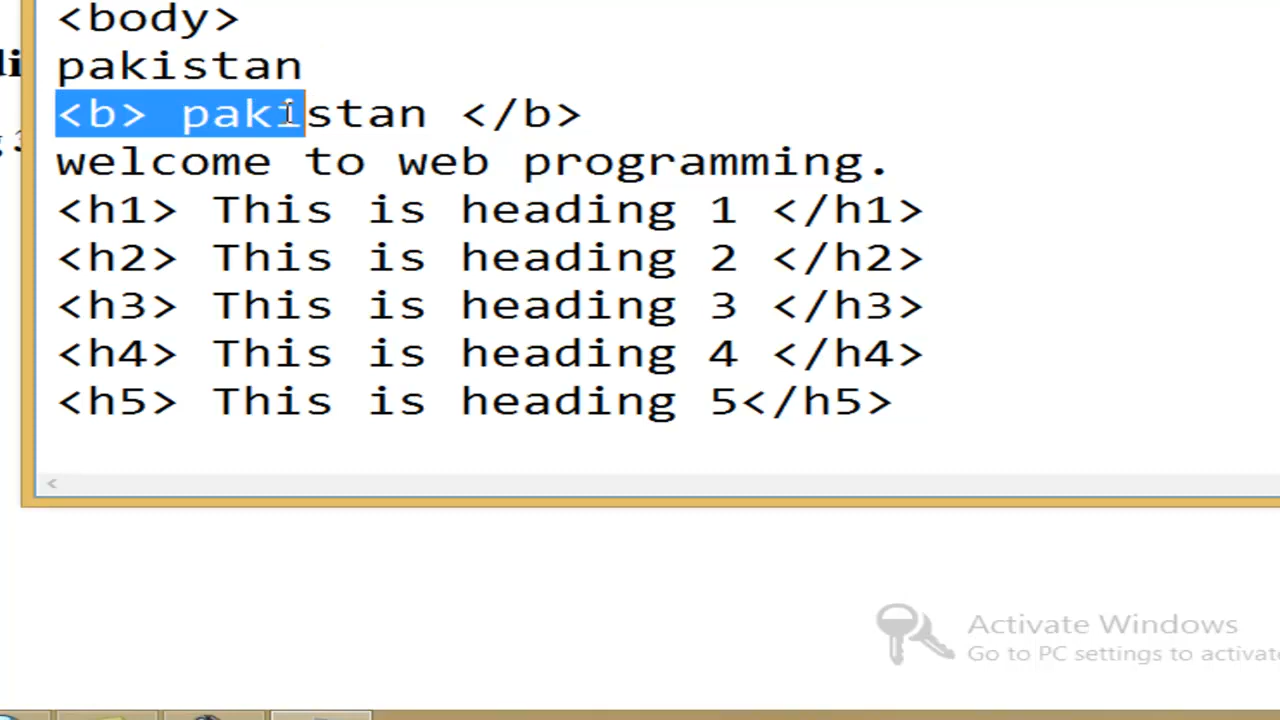 <body>
pakistan
<b> pakistan </b>
welcome to web programming.
<h1> This is heading 1 </h1>
<h2> This is heading 2 </h2>
<h3> This is heading 3 </h3>
<h4> This is heading 4 </h4>
<h5> This is heading 5</h5>
Activate Windows
Go to PC settings to activate